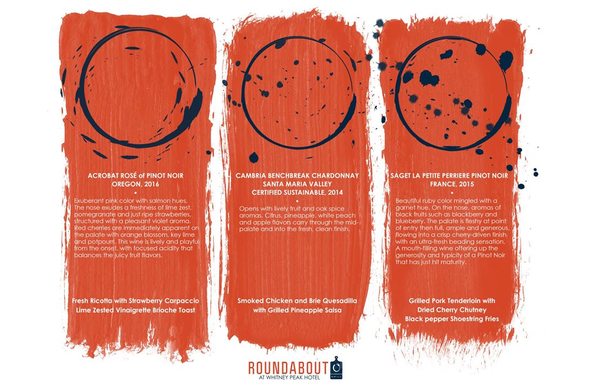 ACROBAT ROSÉ of PINOT NOIR
OREGON, 2016
Exuberant pink color with salmon hues.
The nose exudes a freshness of lime zest,
pomegranate and just ripe strawberries,
structured with a pleasant violet aroma.
Red cherries are immediately apparent on
the palate with orange blossom, key lime
and potpourri. This wine is lively and playful
from the onset, with focused acidity that
balances the juicy fruit flavors.
Fresh Ricotta with Strawberry Carpaccio
Lime Zested Vinaigrette Brioche Toast
CAMBRIA BENCHBREAK CHARDONNAY
SANTA MARIA VALLEY
CERTIFIED SUSTAINABLE, 2014
Opens with lively fruit and oak spice
aromas. Citrus, pineapple, white peach
and apple flavors carry through the mid-
palate and into the fresh, clean finish.
Smoked Chicken and Brie Quesadilla
with Grilled Pineapple Salsa
SAGET LA PETITE PERRIERE PINOT NOIR
FRANCE, 2015
Beautiful ruby color mingled with a
garnet hue. On the nose, aromas of
black fruits such as blackberry and
blueberry. The palate is fleshy at point
of entry then full, ample and generous,
flowing into a crisp cherry-driven finish
with an ultra-fresh beading sensation.
A mouth-filling wine offering up the
generosity and typicity of a Pinot Noir
that has just hit maturity.
Grilled Pork Tenderloin with
Dried Cherry Chutney
Black pepper Shoestring Fries
ROUNDABOUT
AT WHITNEY PEAK HOTEL